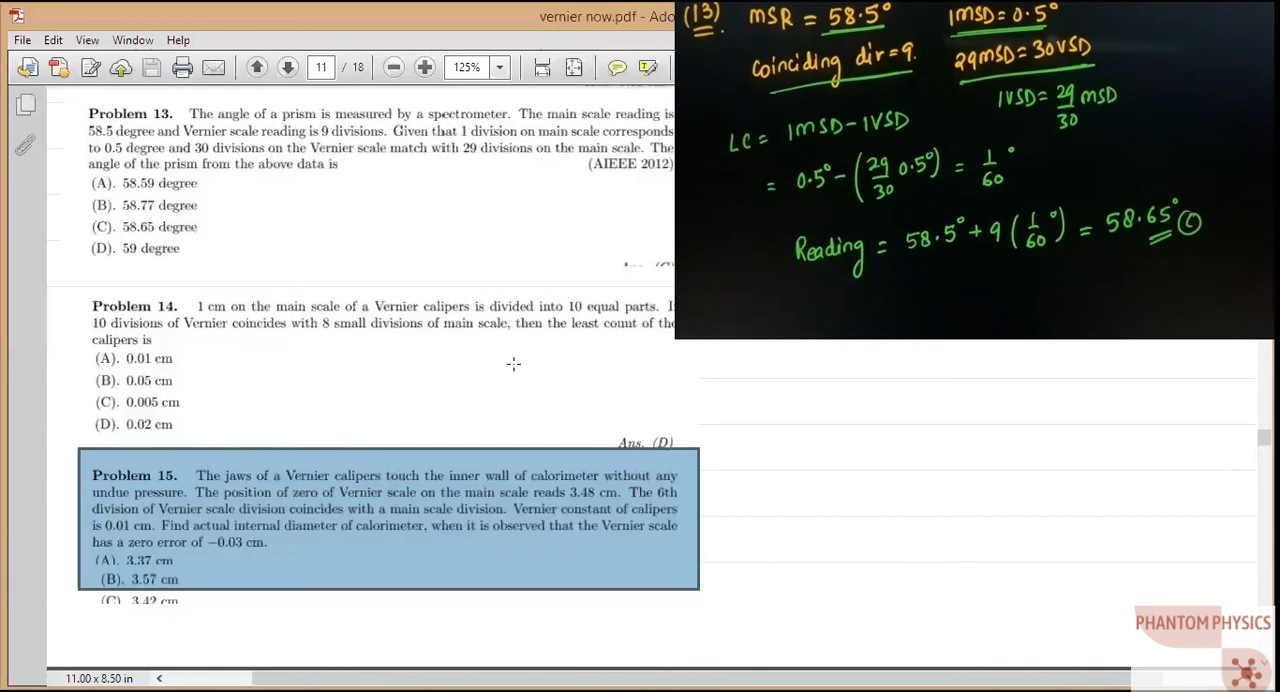 vernier now.pdf - Ado
File Edit View Window Help
11 / 18 125%
Problem 13. The angle of a prism is measured by a spectrometer. The main scale reading is
58.5 degree and Vernier scale reading is 9 divisions. Given that 1 division on main scale corresponds
to 0.5 degree and 30 divisions on the Vernier scale match with 29 divisions on the main scale. The
angle of the prism from the above data is (AIEEE 2012)
(A). 58.59 degree
(B). 58.77 degree
(C). 58.65 degree
(D). 59 degree
Problem 14. 1 cm on the main scale of a Vernier calipers is divided into 10 equal parts. I
10 divisions of Vernier coincides with 8 small divisions of main scale, then the least count of the
calipers is
(A). 0.01 cm
(B). 0.05 cm
(C). 0.005 cm
(D). 0.02 cm
Ans. (D)
Problem 15. The jaws of a Vernier calipers touch the inner wall of calorimeter without any
undue pressure. The position of zero of Vernier scale on the main scale reads 3.48 cm. The 6th
division of Vernier scale division coincides with a main scale division. Vernier constant of calipers
is 0.01 cm. Find actual internal diameter of calorimeter, when it is observed that the Vernier scale
has a zero error of −0.03 cm.
(A). 3.37 cm
(B). 3.57 cm
(C). 3.42 cm
11.00 x 8.50 in
(13) MSR = 58.5° 1MSD = 0.5°
Coinciding div = 9. 29MSD = 30VSD
1VSD = 29/30 MSD
LC = 1MSD - 1VSD
= 0.5° - (29/30 0.5°) = 1/60°
Reading = 58.5° + 9 (1/60°) = 58.65° (C)
PHANTOM PHYSICS